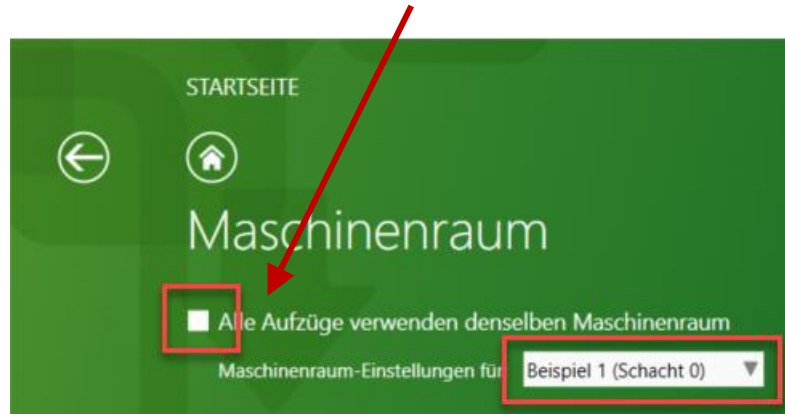 STARTSEITE
Maschinenraum
Alle Aufzüge verwenden denselben Maschinenraum
Maschinenraum-Einstellungen für Beispiel 1 (Schacht 0)